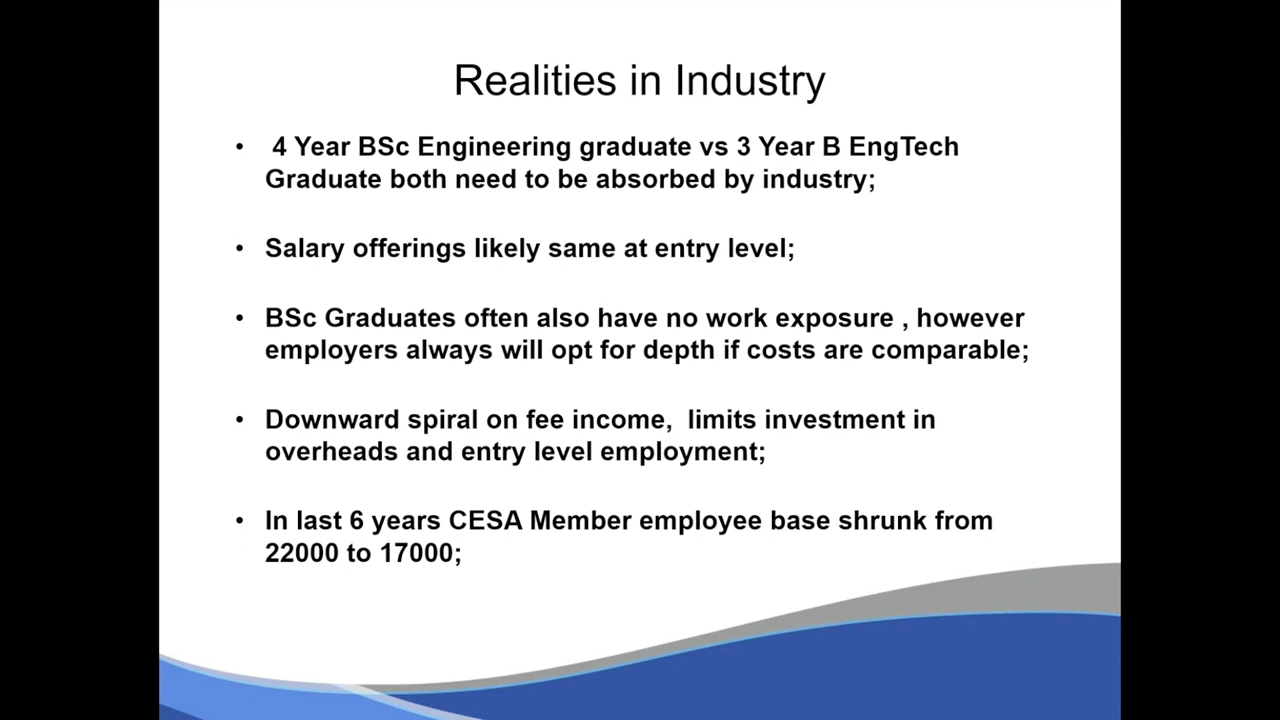 Realities in Industry
• 4 Year BSc Engineering graduate vs 3 Year B EngTech
Graduate both need to be absorbed by industry;
• Salary offerings likely same at entry level;
• BSc Graduates often also have no work exposure , however
employers always will opt for depth if costs are comparable;
• Downward spiral on fee income,  limits investment in
overheads and entry level employment;
• In last 6 years CESA Member employee base shrunk from
22000 to 17000;